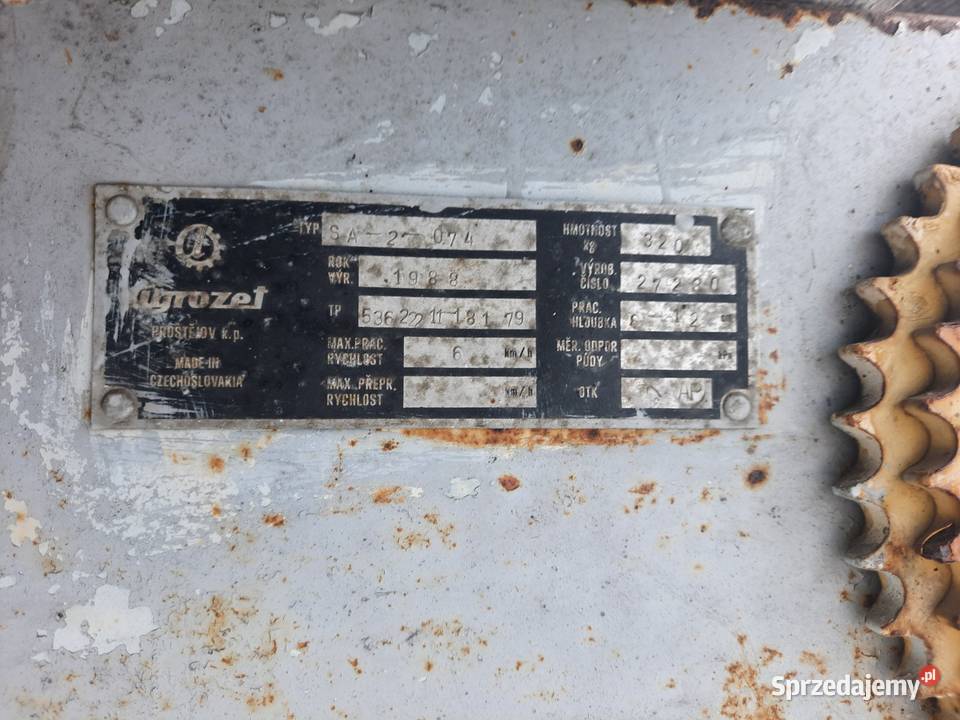 agrozet
PROSTĚJOV k.p.
MADE-IN
CZECHOSLOVAKIA
TYP SA-2-074
ROK VÝR. 1988
TP 53622 11-181 79
MAX. PRAC. RYCHLOST 6 km/h
MAX. PŘEPR. RYCHLOST km/h
HMOTNOST kg 320
VÝROB. ČÍSLO 27280
PRAC. HLOUBKA 6-12
MĚR. ODPOR PŮDY
OTK
Sprzedajemy.pl